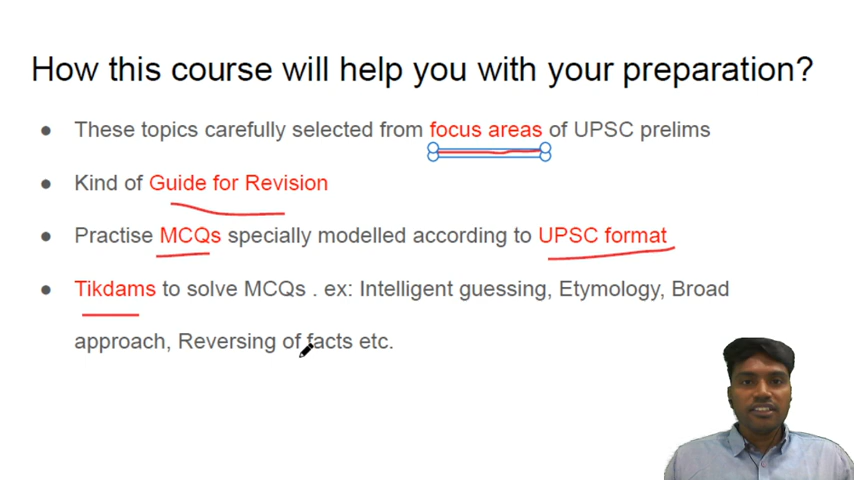 How this course will help you with your preparation?
● These topics carefully selected from focus areas of UPSC prelims
● Kind of Guide for Revision
● Practise MCQs specially modelled according to UPSC format
● Tikdams to solve MCQs . ex: Intelligent guessing, Etymology, Broad
approach, Reversing of facts etc.